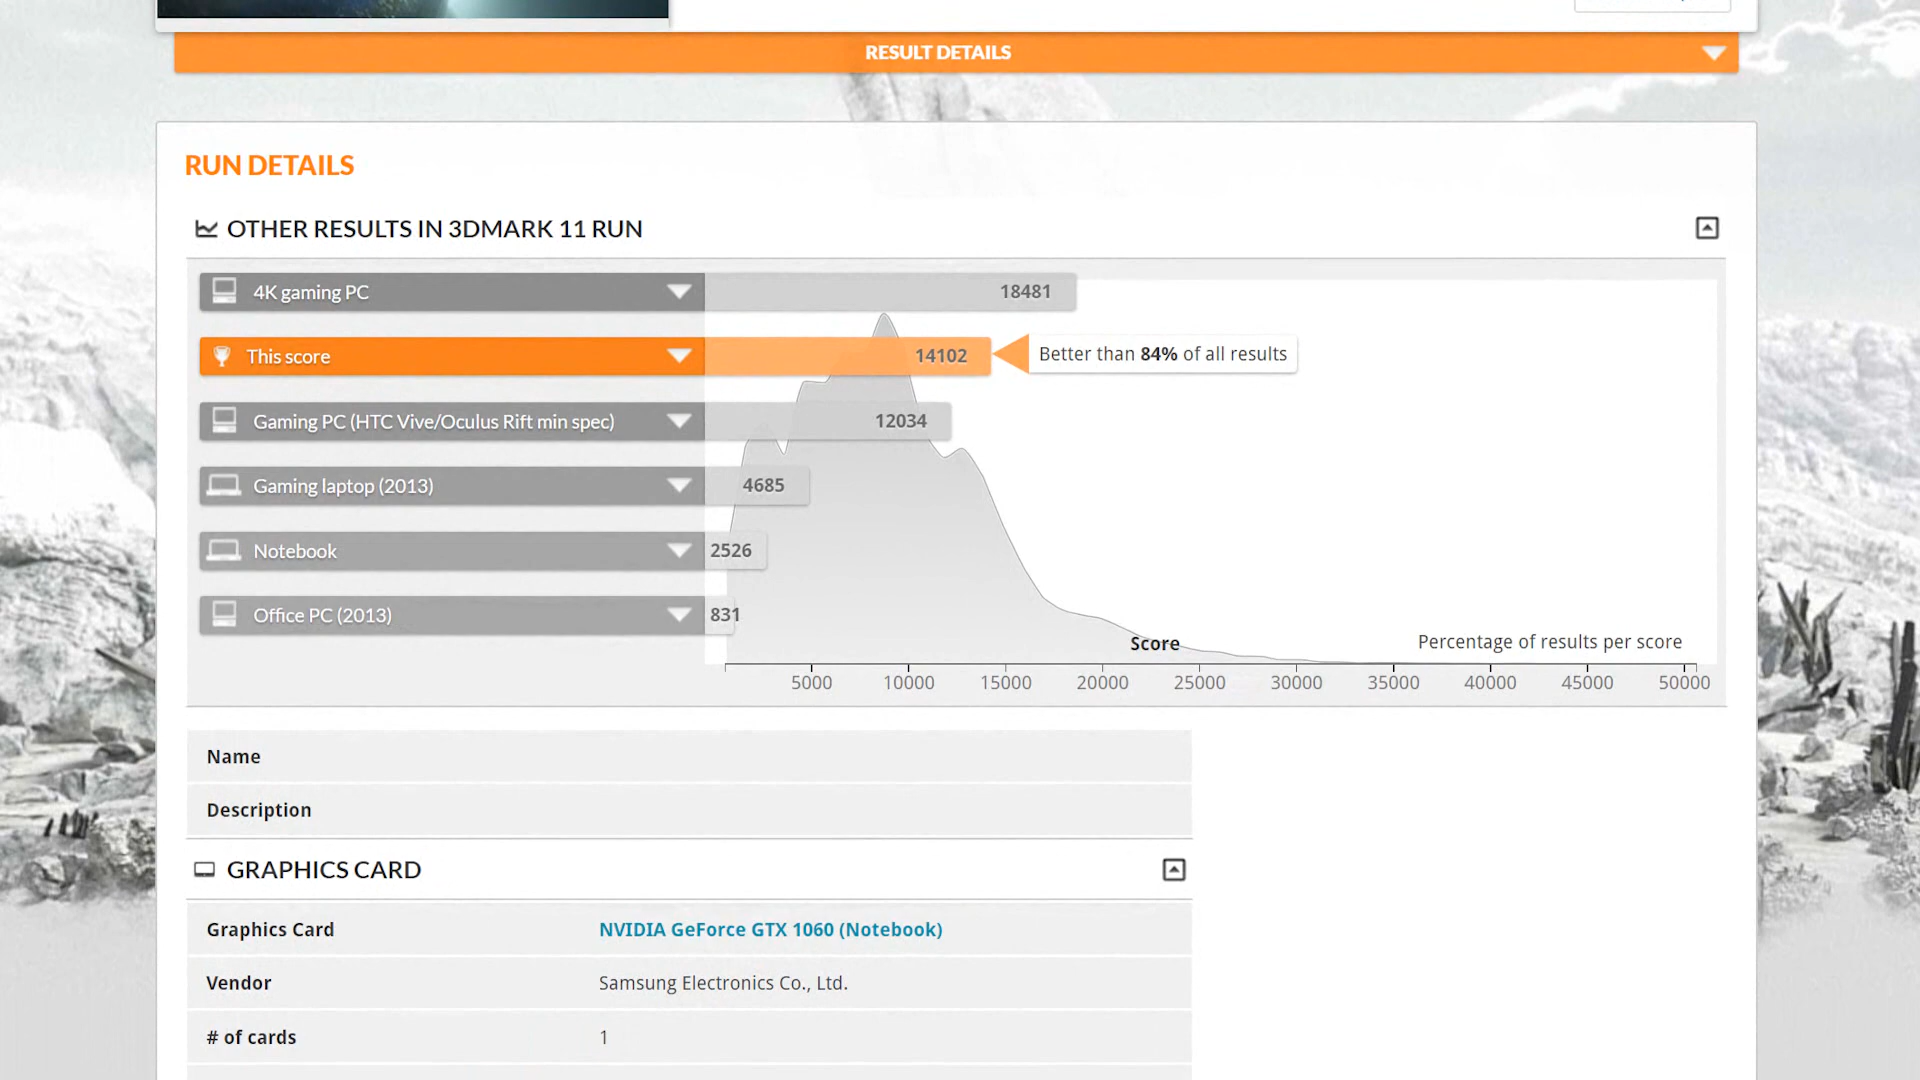 RESULT DETAILS
RUN DETAILS
OTHER RESULTS IN 3DMARK 11 RUN
4K gaming PC 18481
This score 14102 Better than 84% of all results
Gaming PC (HTC Vive/Oculus Rift min spec) 12034
Gaming laptop (2013) 4685
Notebook 2526
Office PC (2013) 831
Score Percentage of results per score
5000 10000 15000 20000 25000 30000 35000 40000 45000 50000
Name
Description
GRAPHICS CARD
Graphics Card NVIDIA GeForce GTX 1060 (Notebook)
Vendor Samsung Electronics Co., Ltd.
# of cards 1